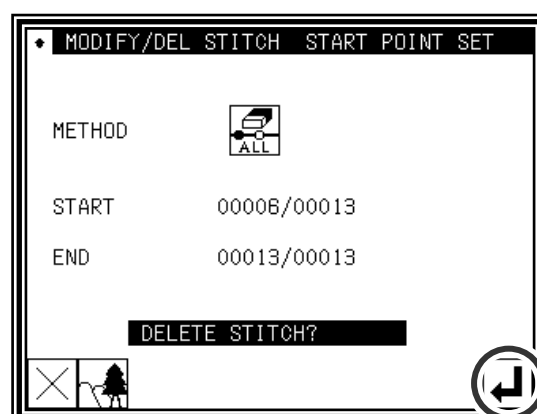 MODIFY/DEL STITCH START POINT SET
METHOD
ALL
START 00006/00013
END 00013/00013
DELETE STITCH?